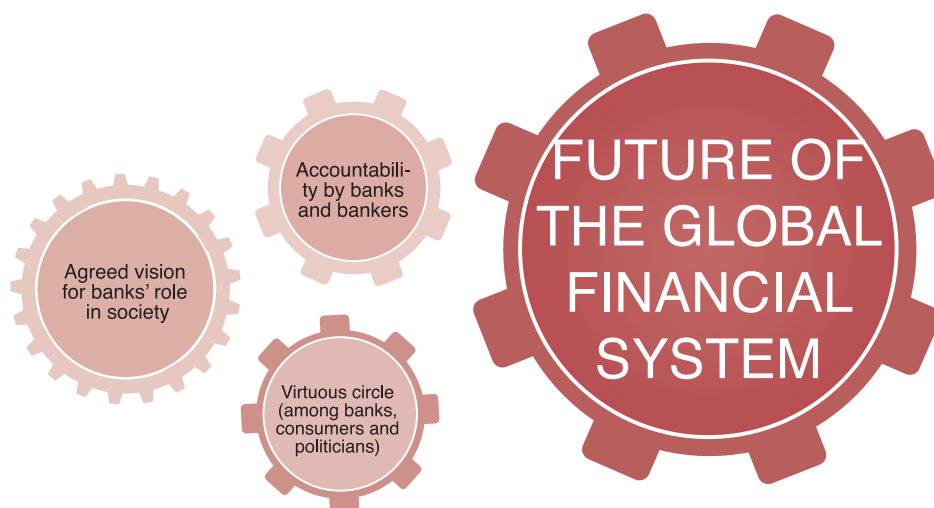 Agreed vision
for banks’ role
in society
Accountabili-
ty by banks
and bankers
Virtuous circle
(among banks,
consumers and
politicians)
FUTURE OF
THE GLOBAL
FINANCIAL
SYSTEM